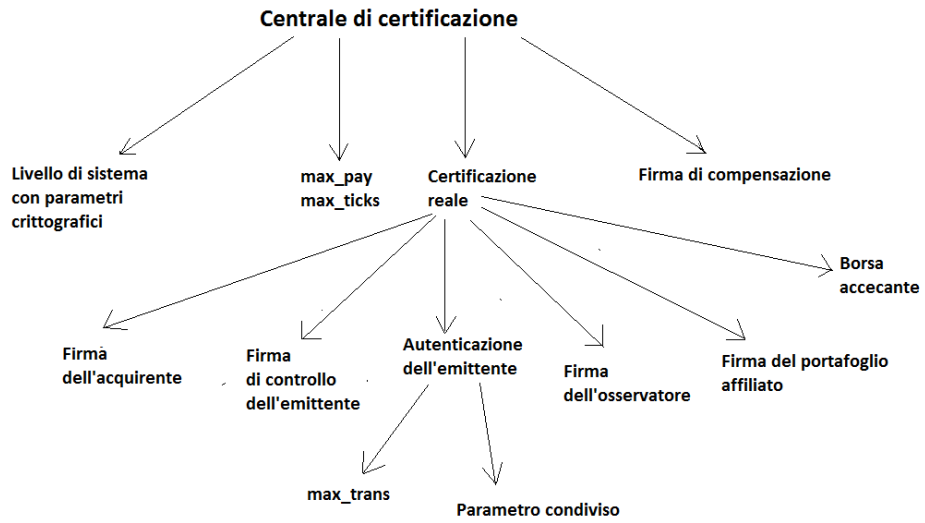 Centrale di certificazione
Livello di sistema
con parametri
crittografici
max_pay
max_ticks
Certificazione
reale
Firma di compensazione
Borsa
accecante
Firma
dell'acquirente
Firma
di controllo
dell'emittente
Autenticazione
dell'emittente
Firma
dell'osservatore
Firma del portafoglio
affiliato
max_trans
Parametro condiviso